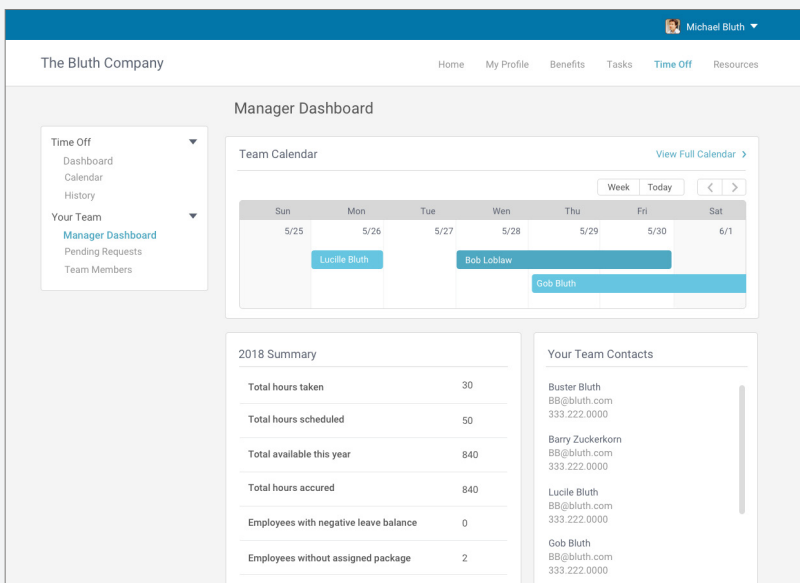 Michael Bluth
The Bluth Company
Home My Profile Benefits Tasks Time Off Resources
Manager Dashboard
Time Off
Dashboard
Calendar
History
Your Team
Manager Dashboard
Pending Requests
Team Members
Team Calendar View Full Calendar
Week Today
Sun Mon Tue Wen Thu Fri Sat
5/25 5/26 5/27 5/28 5/29 5/30 6/1
Lucille Bluth Bob Loblaw
Gob Bluth
2018 Summary
Total hours taken 30
Total hours scheduled 50
Total available this year 840
Total hours accured 840
Employees with negative leave balance 0
Employees without assigned package 2
Your Team Contacts
Buster Bluth
BB@bluth.com
333.222.0000
Barry Zuckerkorn
BB@bluth.com
333.222.0000
Lucile Bluth
BB@bluth.com
333.222.0000
Gob Bluth
BB@bluth.com
333.222.0000